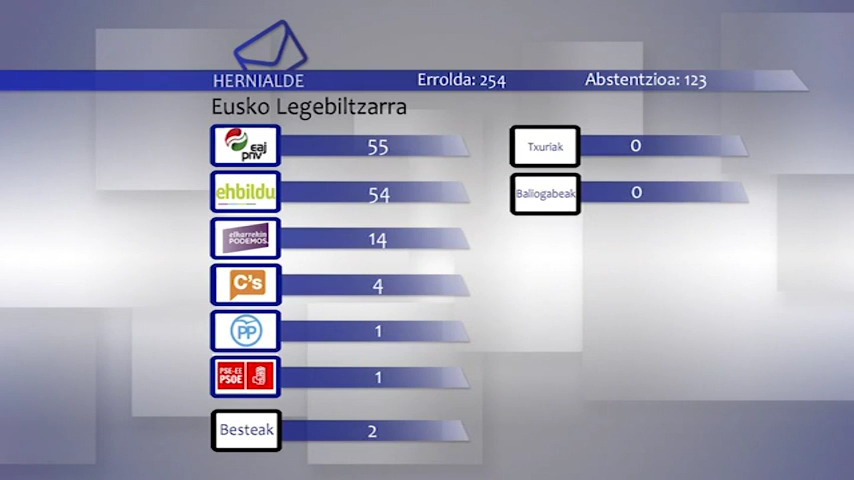 HERNIALDE Errolda: 254 Abstentzioa: 123
Eusko Legebiltzarra
eaj pnv 55
ehbildu 54
elkarrekin PODEMOS. 14
C's 4
PP 1
PSE-EE PSOE 1
Besteak 2
Txuriak 0
Baliogabeak 0